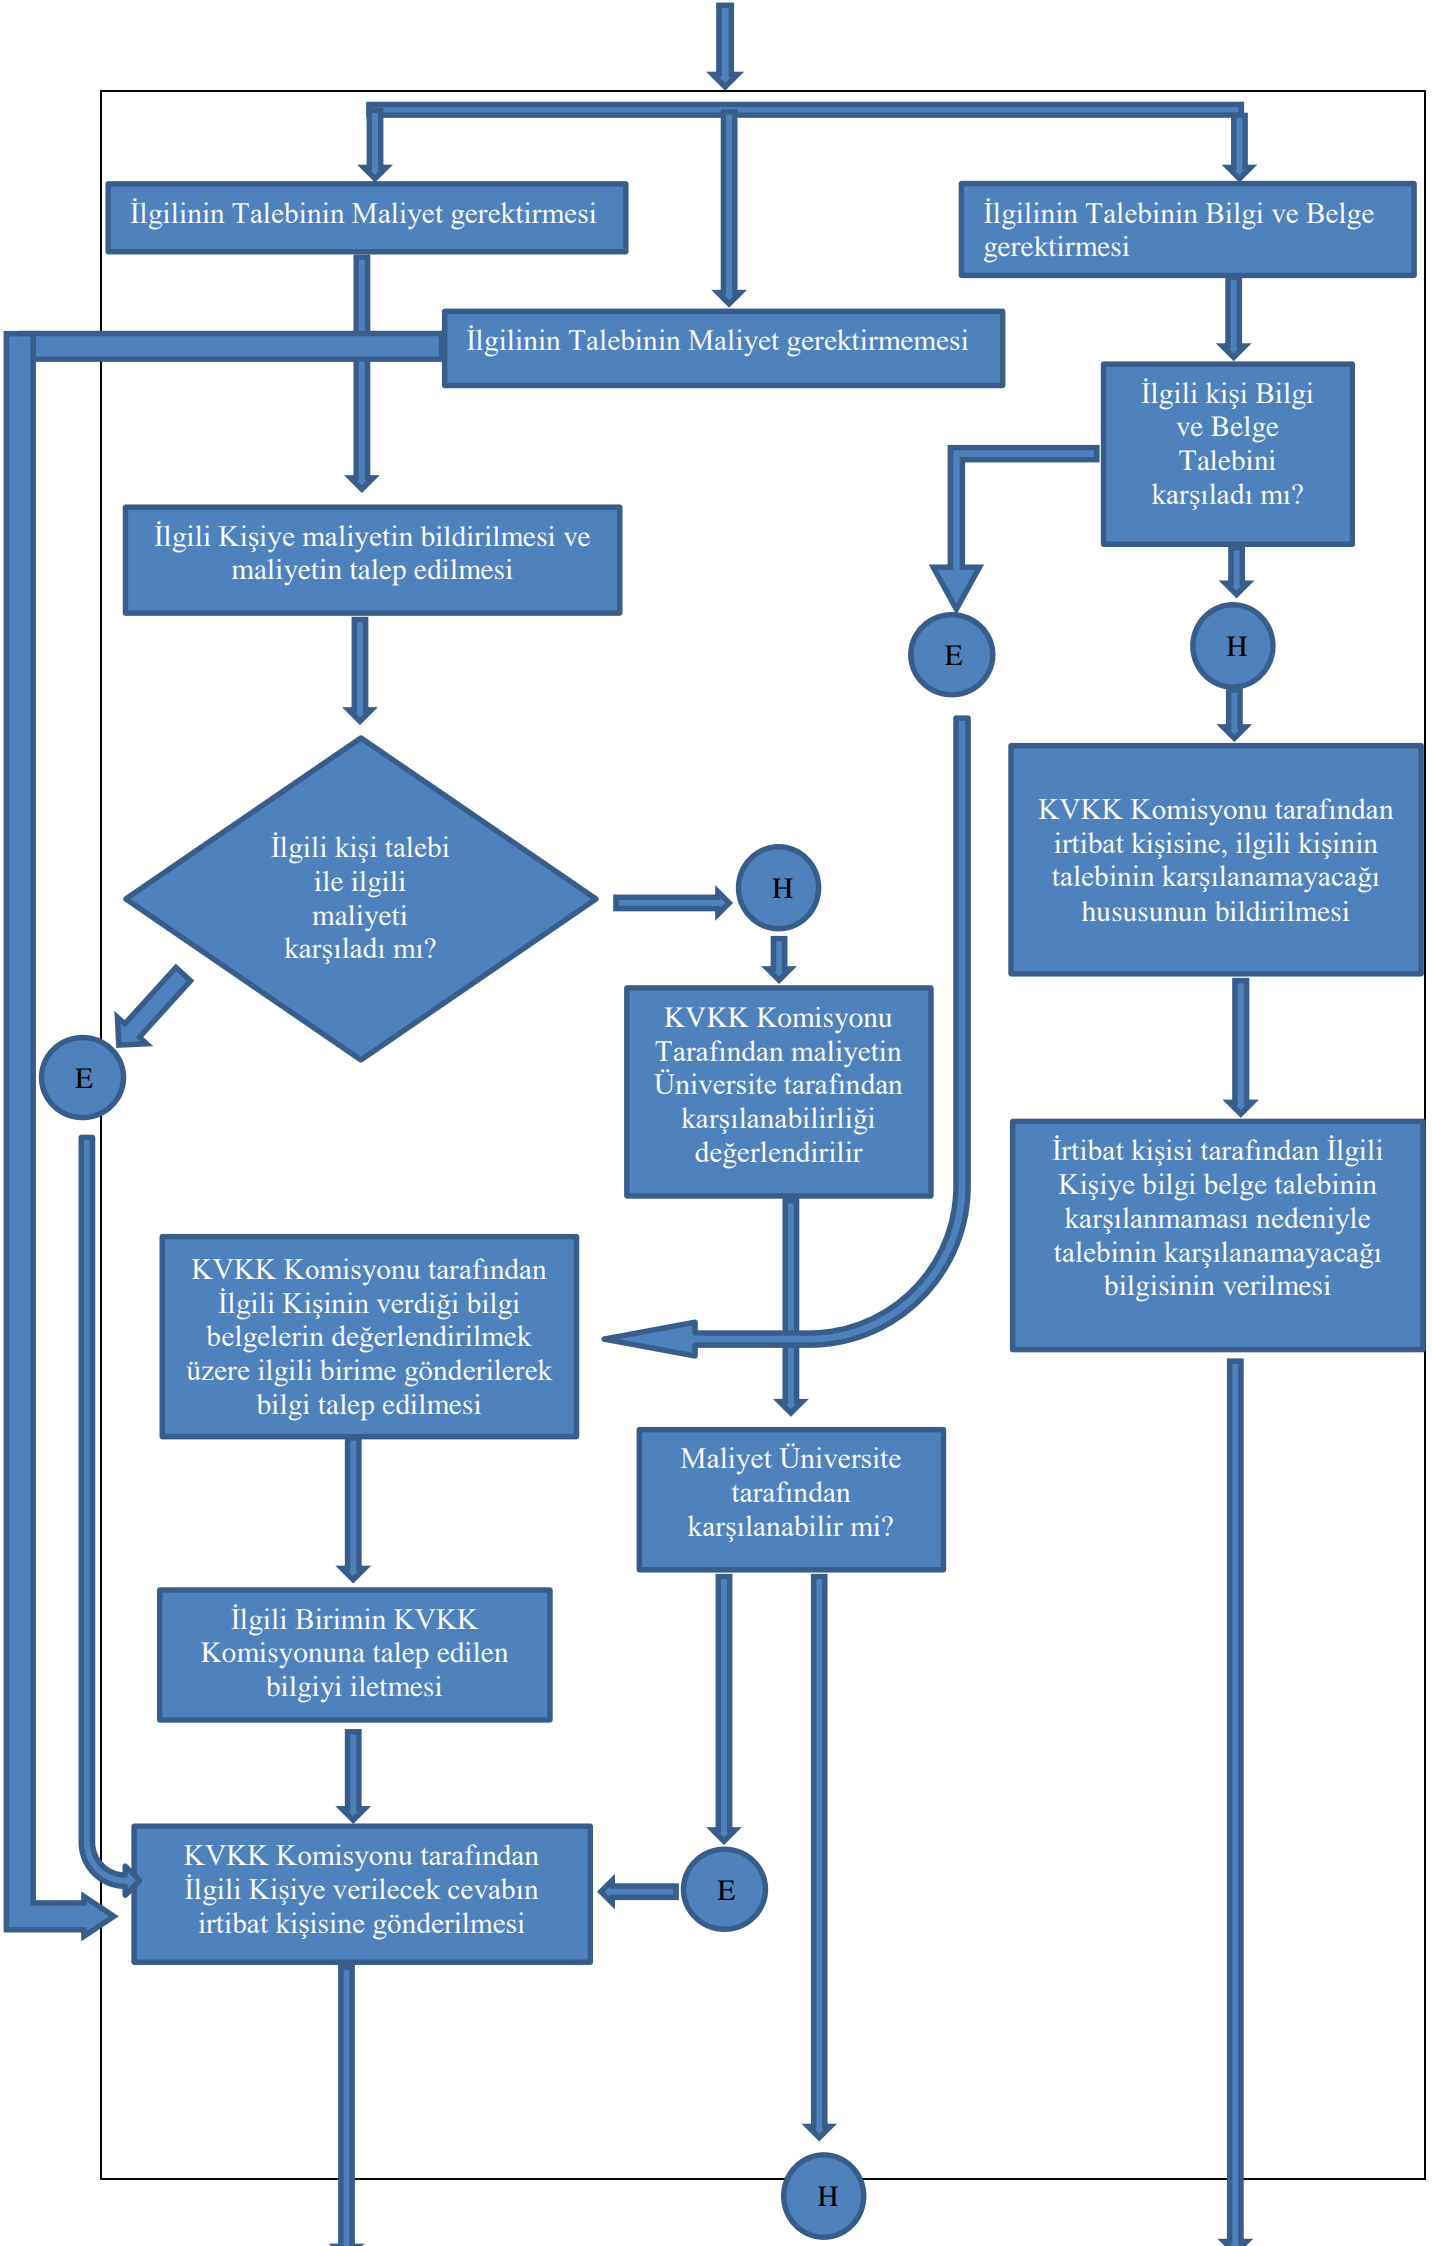 İlgilinin Talebinin Maliyet gerektirmesi
İlgilinin Talebinin Bilgi ve Belge
gerektirmesi
İlgilinin Talebinin Maliyet gerektirmemesi
İlgili kişi Bilgi
ve Belge
Talebini
karşıladı mı?
İlgili Kişiye maliyetin bildirilmesi ve
maliyetin talep edilmesi
E
H
İlgili kişi talebi
ile ilgili
maliyeti
karşıladı mı?
H
KVKK Komisyonu tarafından
irtibat kişisine, ilgili kişinin
talebinin karşılanamayacağı
hususunun bildirilmesi
E
KVKK Komisyonu
Tarafından maliyetin
Üniversite tarafından
karşılanabilirliği
değerlendirilir
İrtibat kişisi tarafından İlgili
Kişiye bilgi belge talebinin
karşılanmaması nedeniyle
talebinin karşılanamayacağı
bilgisinin verilmesi
KVKK Komisyonu tarafından
İlgili Kişinin verdiği bilgi
belgelerin değerlendirilmek
üzere ilgili birime gönderilerek
bilgi talep edilmesi
Maliyet Üniversite
tarafından
karşılanabilir mi?
İlgili Birimin KVKK
Komisyonuna talep edilen
bilgiyi iletmesi
KVKK Komisyonu tarafından
İlgili Kişiye verilecek cevabın
irtibat kişisine gönderilmesi
E
H